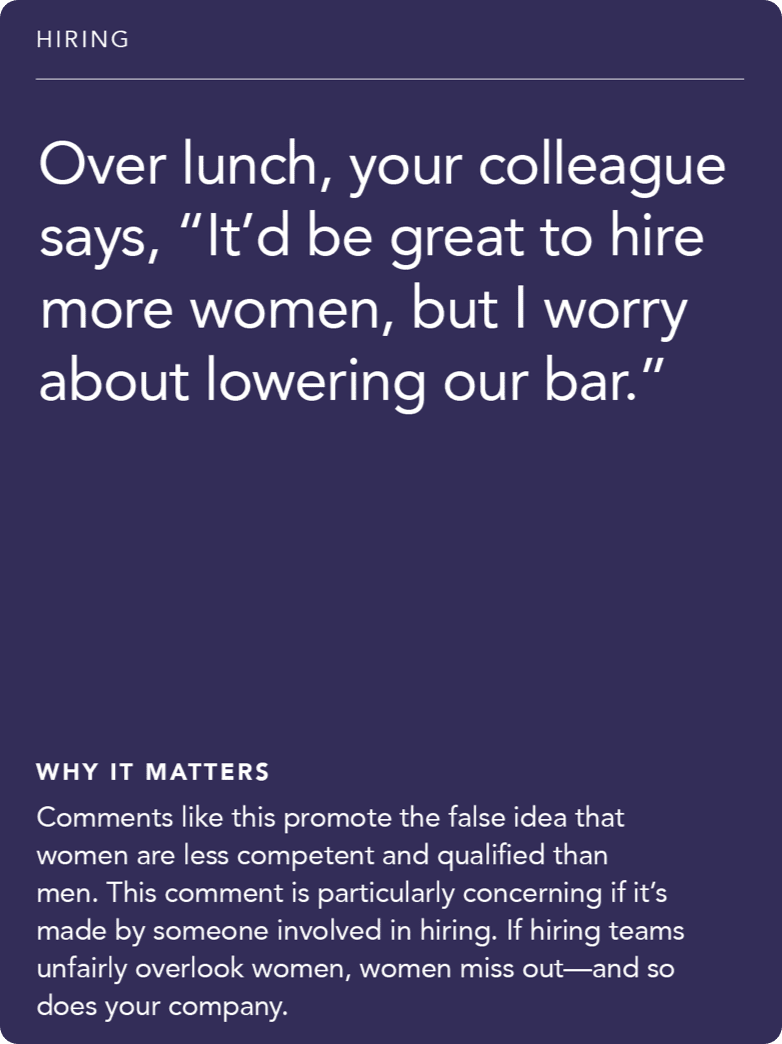 HIRING
Over lunch, your colleague
says, “It’d be great to hire
more women, but I worry
about lowering our bar.”
WHY IT MATTERS
Comments like this promote the false idea that
women are less competent and qualified than
men. This comment is particularly concerning if it’s
made by someone involved in hiring. If hiring teams
unfairly overlook women, women miss out—and so
does your company.